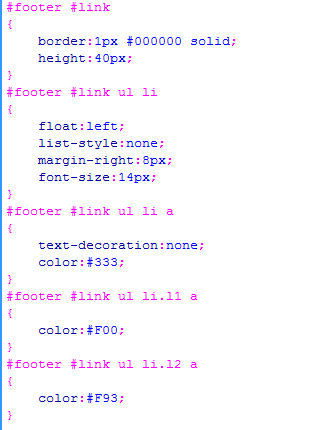 #footer #link
{
border:1px #000000 solid;
height:40px;
}
#footer #link ul li
{
float:left;
list-style:none;
margin-right:8px;
font-size:14px;
}
#footer #link ul li a
{
text-decoration:none;
color:#333;
}
#footer #link ul li.l1 a
{
color:#F00;
}
#footer #link ul li.l2 a
{
color:#F93;
}